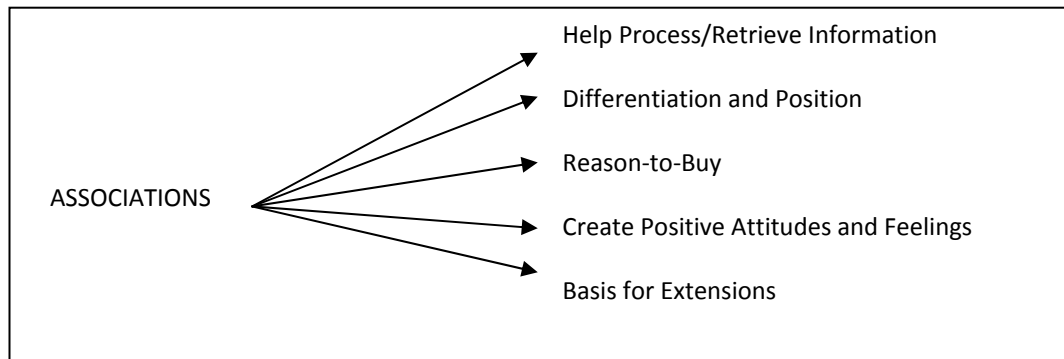 Help Process/Retrieve Information
Differentiation and Position
Reason-to-Buy
ASSOCIATIONS
Create Positive Attitudes and Feelings
Basis for Extensions